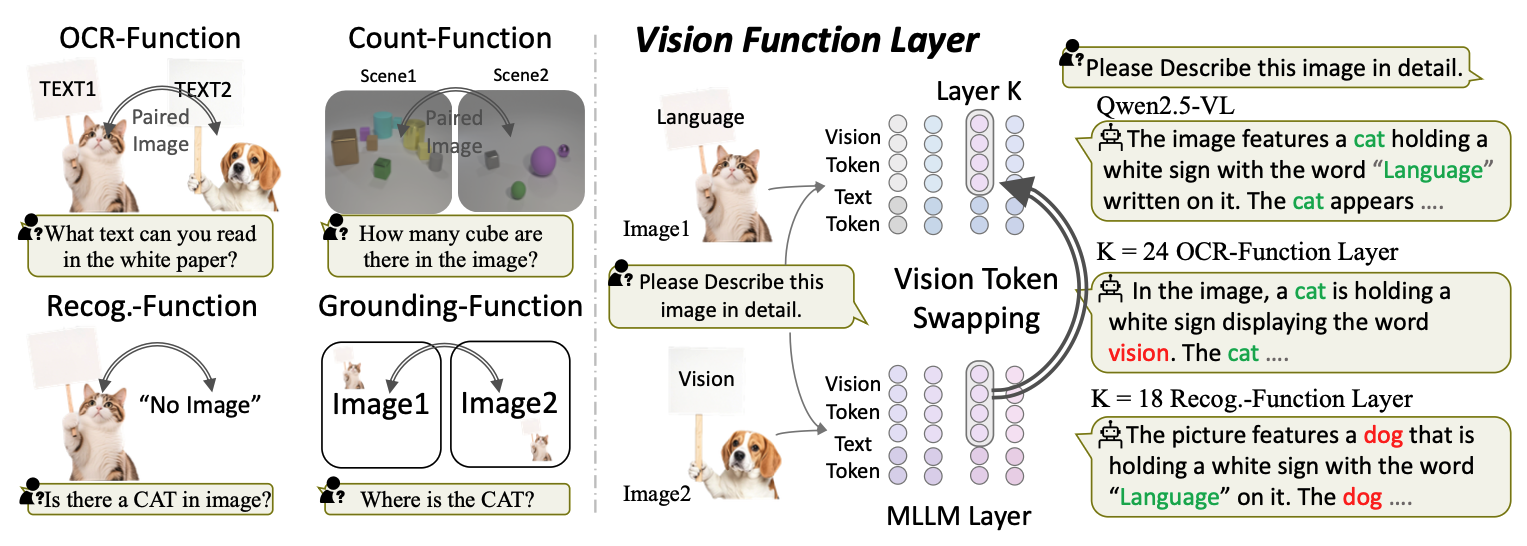 OCR-Function
TEXT1
TEXT2
Paired
Image
What text can you read
in the white paper?
Count-Function
Scene1
Scene2
Paired
Image
How many cube are
there in the image?
Recog.-Function
“No Image”
Is there a CAT in image?
Grounding-Function
Image1
Image2
Where is the CAT?
Vision Function Layer
Language
Image1
Layer K
Vision
Token
Text
Token
Please Describe this
image in detail.
Vision Token
Swapping
Vision
Image2
Vision
Token
Text
Token
MLLM Layer
Please Describe this image in detail.
Qwen2.5-VL
The image features a cat holding a
white sign with the word “Language”
written on it. The cat appears ....
K = 24 OCR-Function Layer
In the image, a cat is holding a
white sign displaying the word
vision. The cat ....
K = 18 Recog.-Function Layer
The picture features a dog that is
holding a white sign with the word
“Language” on it. The dog ....